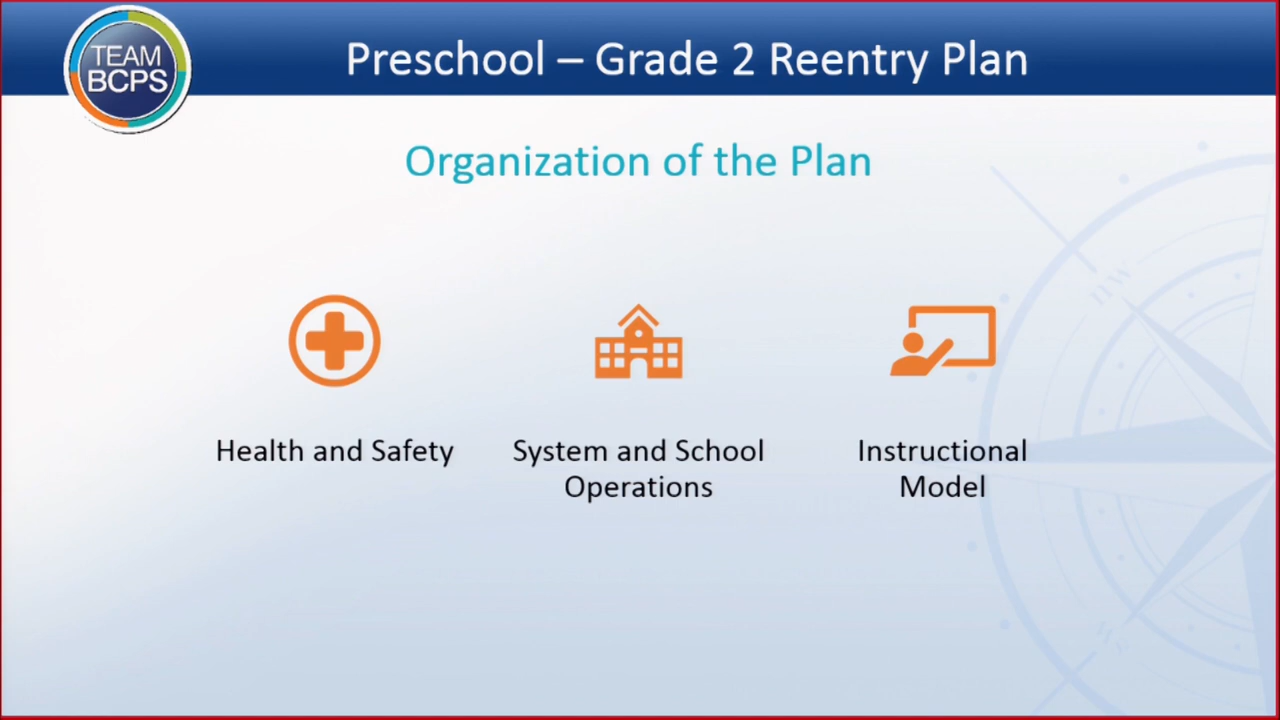 TEAM
BCPS
Preschool – Grade 2 Reentry Plan
Organization of the Plan
Health and Safety
System and School
Operations
Instructional
Model